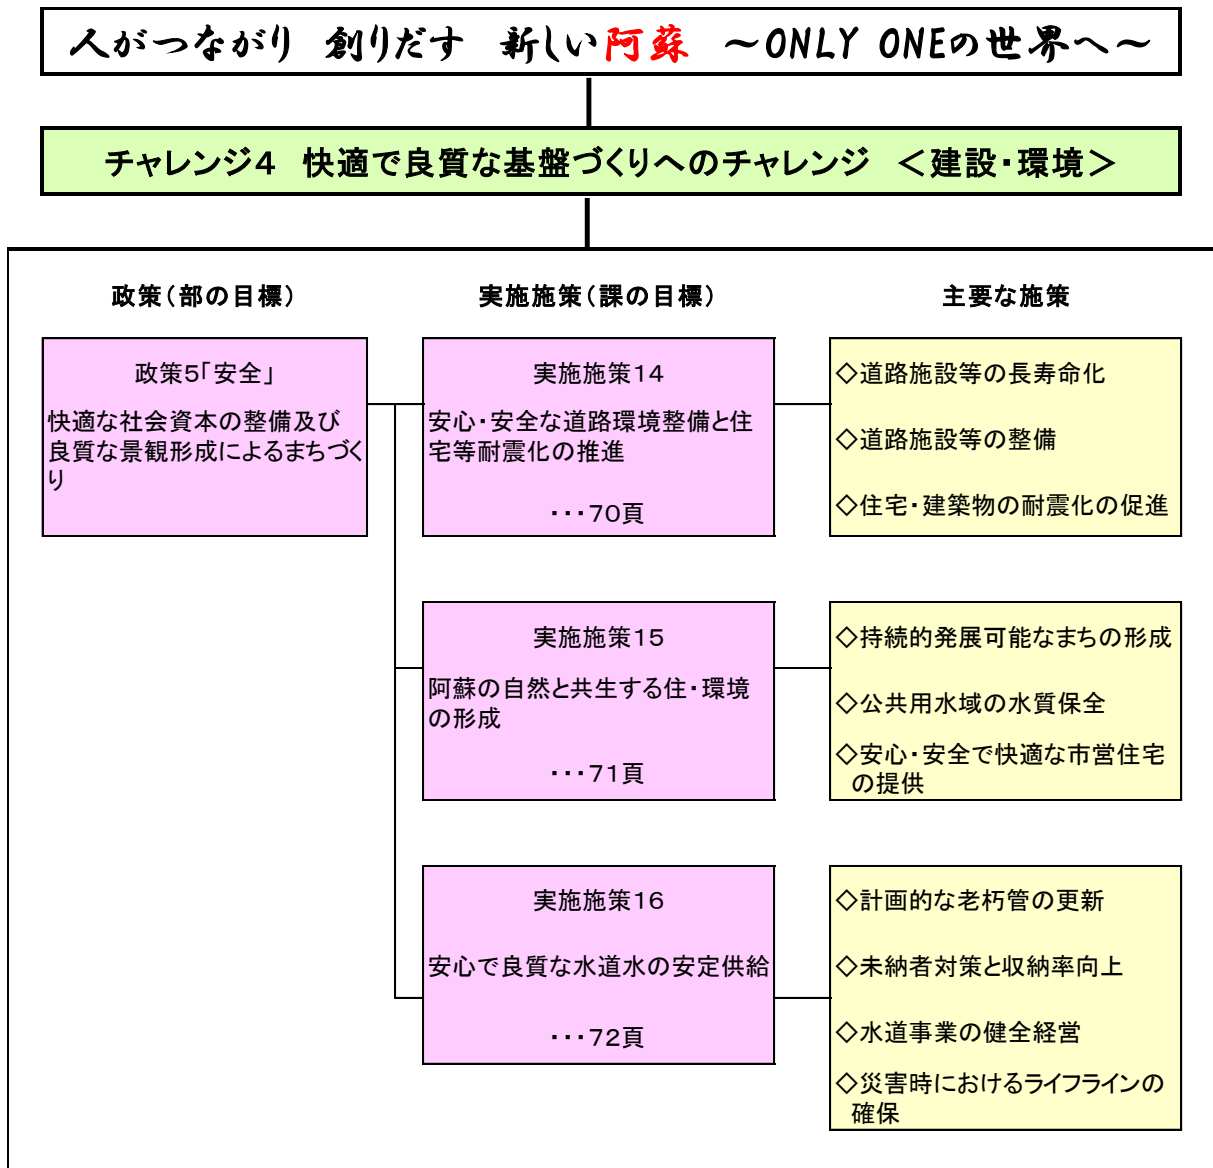 人がつながり 創りだす 新しい阿蘇 ～ONLY ONEの世界へ～
チャレンジ4 快適で良質な基盤づくりへのチャレンジ ＜建設・環境＞
政策（部の目標）
実施施策（課の目標）
主要な施策
政策5「安全」
快適な社会資本の整備及び
良質な景観形成によるまちづく
り
実施施策14
安心・安全な道路環境整備と住
宅等耐震化の推進
・・・70頁
◇道路施設等の長寿命化
◇道路施設等の整備
◇住宅・建築物の耐震化の促進
実施施策15
阿蘇の自然と共生する住・環境
の形成
・・・71頁
◇持続的発展可能なまちの形成
◇公共用水域の水質保全
◇安心・安全で快適な市営住宅
の提供
実施施策16
安心で良質な水道水の安定供給
・・・72頁
◇計画的な老朽管の更新
◇未納者対策と収納率向上
◇水道事業の健全経営
◇災害時におけるライフラインの
確保